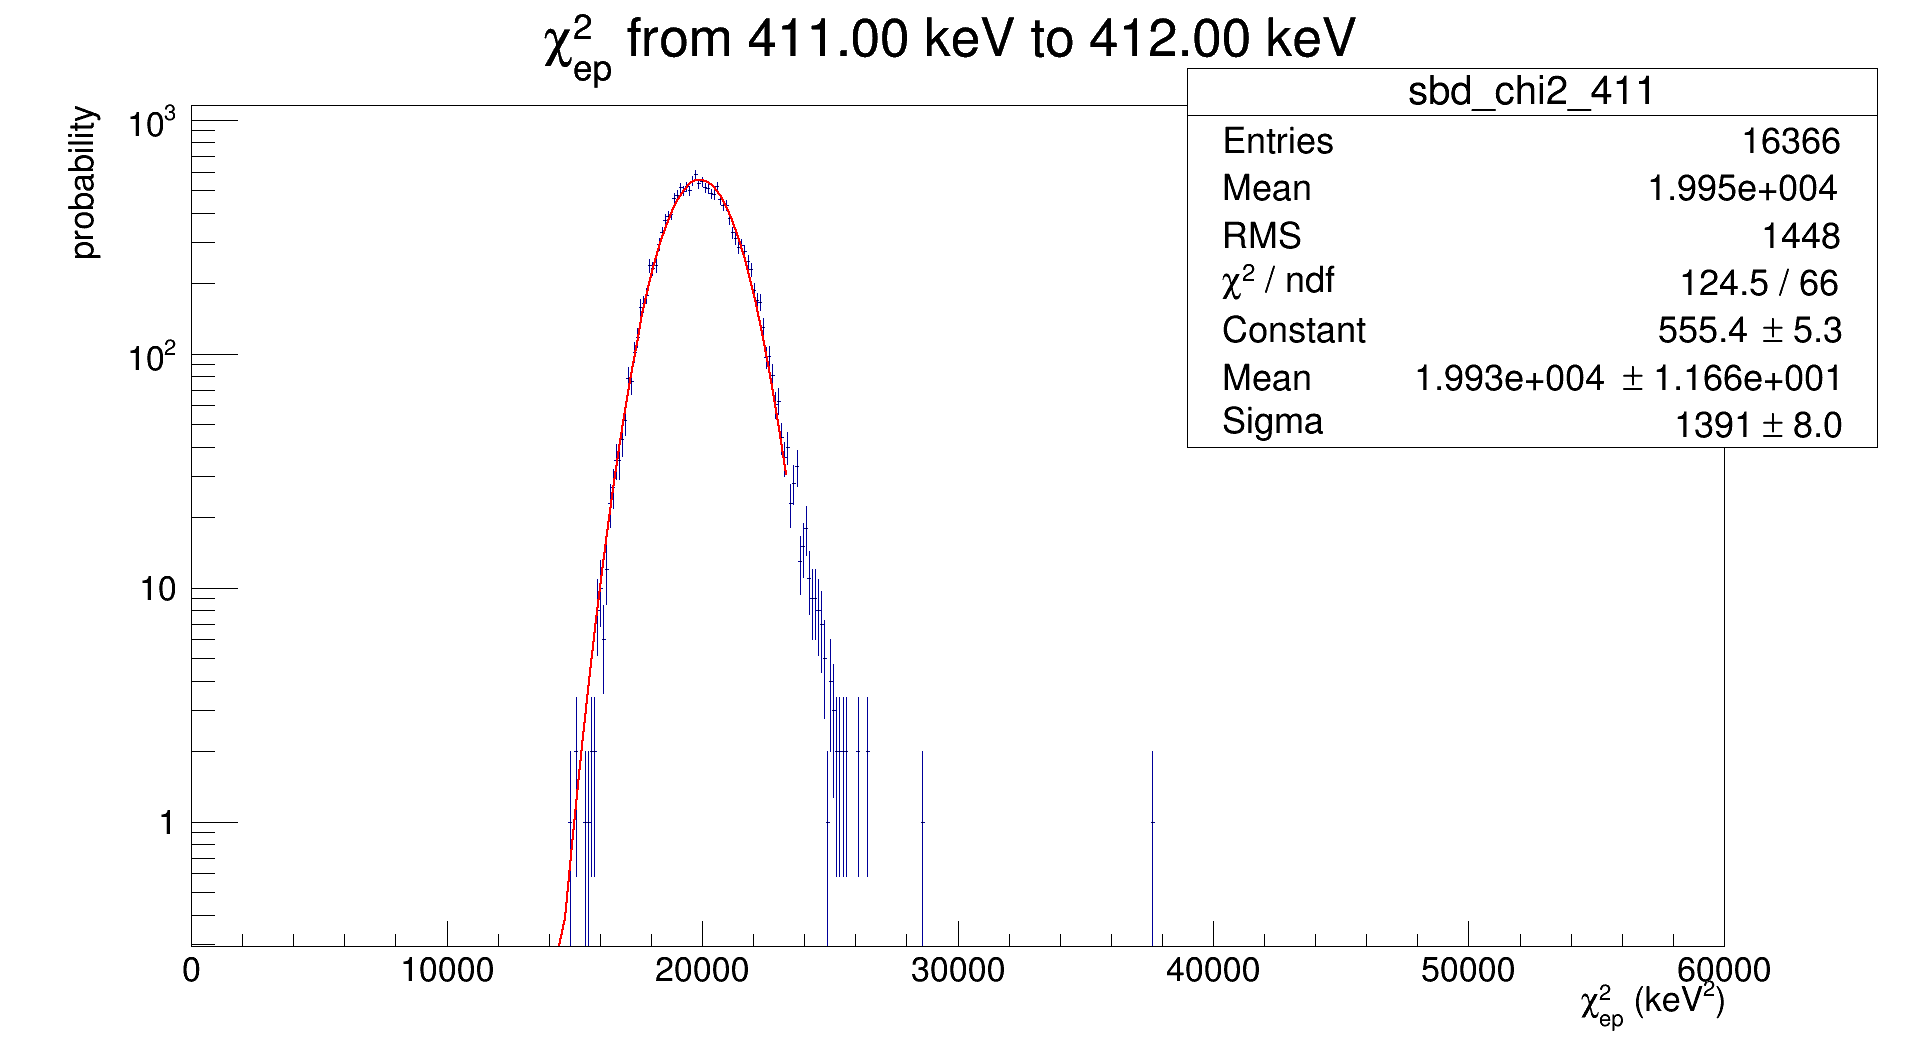 χ²ep from 411.00 keV to 412.00 keV
sbd_chi2_411
Entries 16366
Mean 1.995e+004
RMS 1448
χ² / ndf 124.5 / 66
Constant 555.4 ± 5.3
Mean 1.993e+004 ± 1.166e+001
Sigma 1391 ± 8.0
probability
10³
10²
10
1
0 10000 20000 30000 40000 50000 60000
χ²ep (keV²)